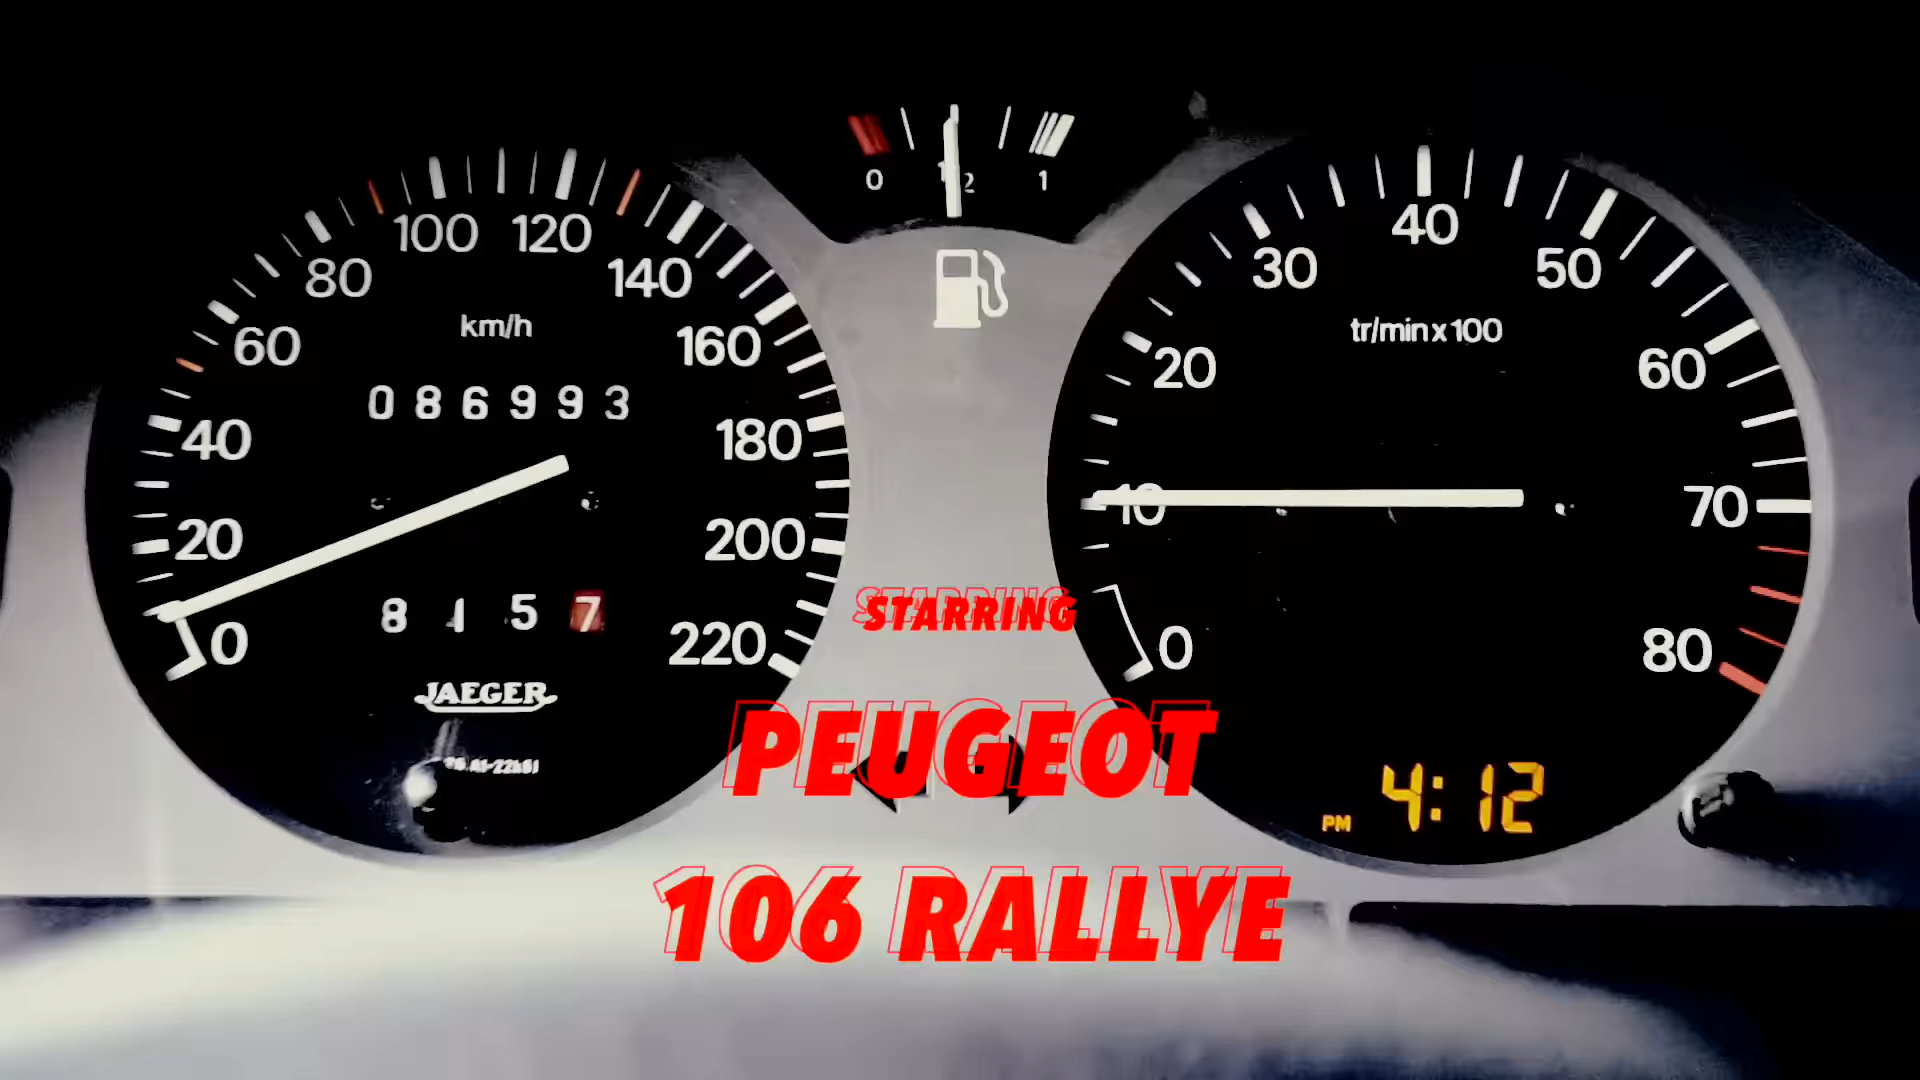 0 1
100 120
80 140
60 160
km/h
086993
40 180
20 200
0 220
8 1 5 7
JAEGER
40
30 50
20 60
tr/min x 100
10 70
0 80
PM 4:12
STARRING
PEUGEOT
106 RALLYE